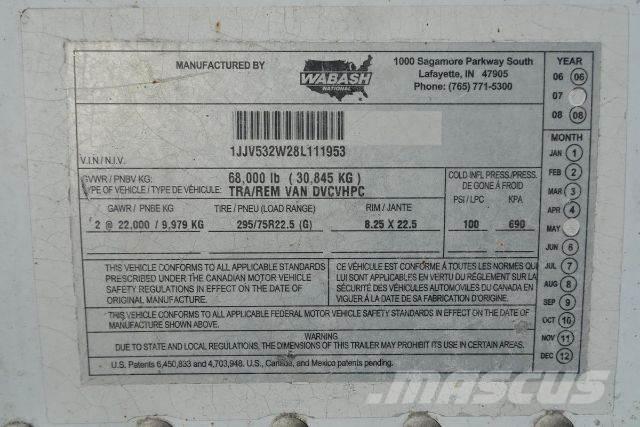 MANUFACTURED BY
WABASH
NATIONAL
1000 Sagamore Parkway South
Lafayette, IN 47905
Phone: (765) 771-5300
1JJV532W28L111953
V.I.N./N.I.V.
GVWR / PNBV KG: 68,000 lb ( 30,845 KG )
TYPE OF VEHICLE / TYPE DE VÉHICULE: TRA/REM VAN DVCVHPC
COLD INFL PRESS./PRESS.
DE GONE À FROID
PSI / LPC KPA
GAWR / PNBE KG TIRE / PNEU (LOAD RANGE) RIM / JANTE
2 @ 22,000 / 9,979 KG 295/75R22.5 (G) 8.25 X 22.5 100 690
THIS VEHICLE CONFORMS TO ALL APPLICABLE STANDARDS
PRESCRIBED UNDER THE CANADIAN MOTOR VEHICLE
SAFETY REGULATIONS IN EFFECT ON THE DATE OF
ORIGINAL MANUFACTURE.
CE VÉHICULE EST CONFORME À TOUTES LES NORMES QUI
LUI SONT APPLICABLES EN VERTU DU RÈGLEMENT SUR LA
SÉCURITÉ DES VÉHICULES AUTOMOBILES DU CANADA EN
VIGUER À LA DATE DE SA FABRICATION D'ORIGINE.
THIS VEHICLE CONFORMS TO ALL APPLICABLE FEDERAL MOTOR VEHICLE SAFETY STANDARDS IN EFFECT ON THE DATE OF
MANUFACTURE SHOWN ABOVE.
WARNING
DUE TO STATE AND LOCAL REGULATIONS, THE DIMENSIONS OF THIS TRAILER MAY PROHIBIT ITS USE IN CERTAIN AREAS.
U.S. Patents 6,450,833 and 4,703,948. U.S., Canada, and Mexico patents pending.
YEAR
06 06
07
08 08
MONTH
JAN 1
FEB 2
MAR 3
APR 4
MAY
JUN 6
JUL 7
AUG 8
SEP 9
OCT 10
NOV 11
DEC 12
mascus